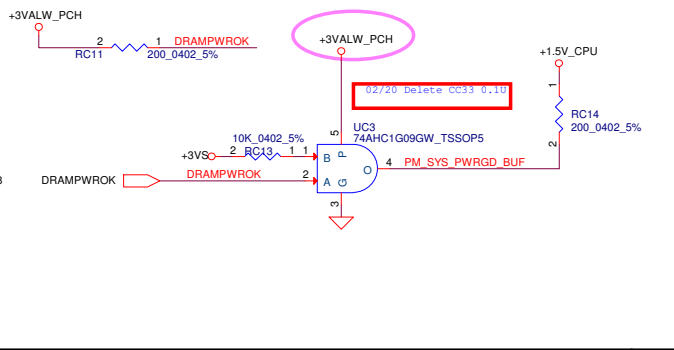 +3VALW_PCH
2 1 DRAMPWROK
RC11 200_0402_5%
+3VALW_PCH
+1.5V_CPU
02/20 Delete CC33 0.1U
1
RC14
200_0402_5%
2
5
UC3
74AHC1G09GW_TSSOP5
10K_0402_5%
+3VS 2 RC13 1 1 B P
O 4 PM_SYS_PWRGD_BUF
DRAMPWROK DRAMPWROK 2 A G
3